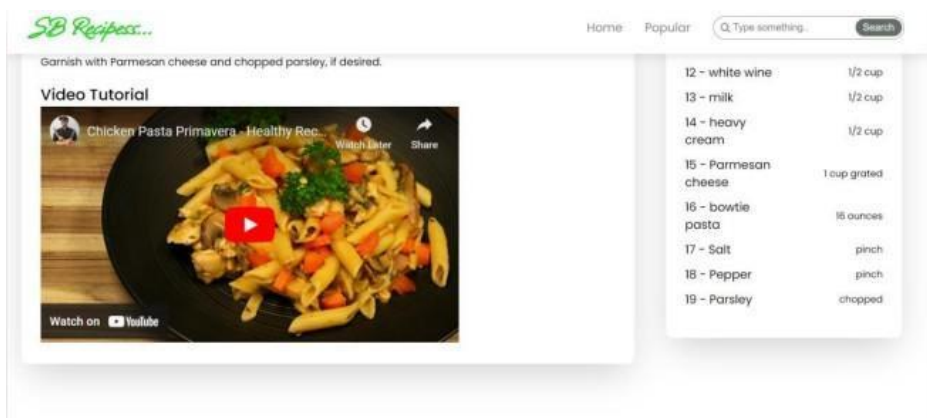 SB Recipess...
Home Popular Type something.. Search
Garnish with Parmesan cheese and chopped parsley, if desired.
Video Tutorial
Chicken Pasta Primavera - Healthy Rec...
Watch Later Share
Watch on YouTube
12 - white wine 1/2 cup
13 - milk 1/2 cup
14 - heavy
cream 1/2 cup
15 - Parmesan
cheese 1 cup grated
16 - bowtie
pasta 16 ounces
17 - Salt pinch
18 - Pepper pinch
19 - Parsley chopped